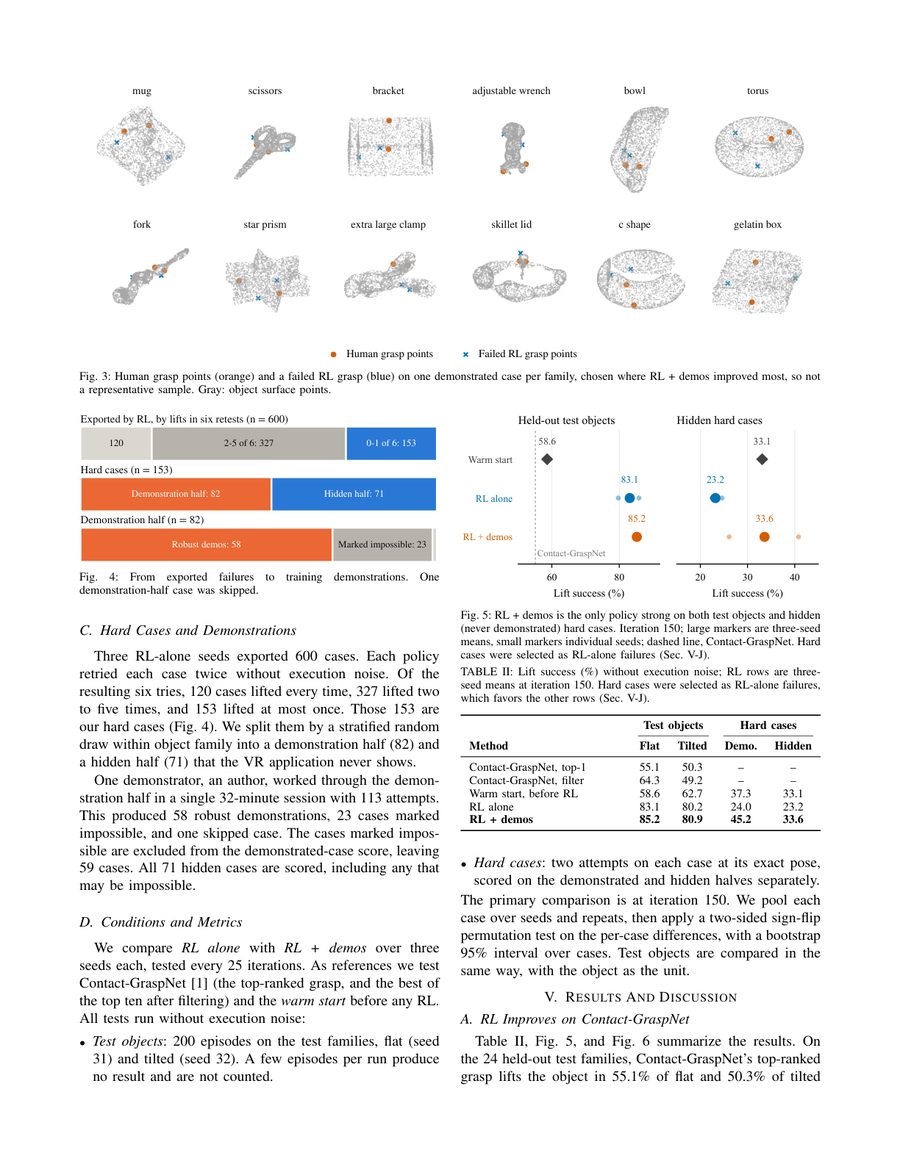 mug scissors bracket adjustable wrench bowl torus
fork star prism extra large clamp skillet lid c shape gelatin box
Human grasp points Failed RL grasp points
Fig. 3: Human grasp points (orange) and a failed RL grasp (blue) on one demonstrated case per family, chosen where RL + demos improved most, so not
a representative sample. Gray: object surface points.
Exported by RL, by lifts in six retests (n = 600)
120 2-5 of 6: 327 0-1 of 6: 153
Hard cases (n = 153)
Demonstration half: 82 Hidden half: 71
Demonstration half (n = 82)
Robust demos: 58 Marked impossible: 23
Fig. 4: From exported failures to training demonstrations. One
demonstration-half case was skipped.
C. Hard Cases and Demonstrations
Three RL-alone seeds exported 600 cases. Each policy
retried each case twice without execution noise. Of the
resulting six tries, 120 cases lifted every time, 327 lifted two
to five times, and 153 lifted at most once. Those 153 are
our hard cases (Fig. 4). We split them by a stratified random
draw within object family into a demonstration half (82) and
a hidden half (71) that the VR application never shows.
One demonstrator, an author, worked through the demon-
stration half in a single 32-minute session with 113 attempts.
This produced 58 robust demonstrations, 23 cases marked
impossible, and one skipped case. The cases marked impos-
sible are excluded from the demonstrated-case score, leaving
59 cases. All 71 hidden cases are scored, including any that
may be impossible.
D. Conditions and Metrics
We compare RL alone with RL + demos over three
seeds each, tested every 25 iterations. As references we test
Contact-GraspNet [1] (the top-ranked grasp, and the best of
the top ten after filtering) and the warm start before any RL.
All tests run without execution noise:
• Test objects: 200 episodes on the test families, flat (seed
31) and tilted (seed 32). A few episodes per run produce
no result and are not counted.
Held-out test objects Hidden hard cases
58.6 33.1
Warm start
83.1 23.2
RL alone
85.2 33.6
RL + demos
Contact-GraspNet
60 80 20 30 40
Lift success (%) Lift success (%)
Fig. 5: RL + demos is the only policy strong on both test objects and hidden
(never demonstrated) hard cases. Iteration 150; large markers are three-seed
means, small markers individual seeds; dashed line, Contact-GraspNet. Hard
cases were selected as RL-alone failures (Sec. V-J).
TABLE II: Lift success (%) without execution noise; RL rows are three-
seed means at iteration 150. Hard cases were selected as RL-alone failures,
which favors the other rows (Sec. V-J).
Test objects Hard cases
Method Flat Tilted Demo. Hidden
Contact-GraspNet, top-1 55.1 50.3 – –
Contact-GraspNet, filter 64.3 49.2 – –
Warm start, before RL 58.6 62.7 37.3 33.1
RL alone 83.1 80.2 24.0 23.2
RL + demos 85.2 80.9 45.2 33.6
• Hard cases: two attempts on each case at its exact pose,
scored on the demonstrated and hidden halves separately.
The primary comparison is at iteration 150. We pool each
case over seeds and repeats, then apply a two-sided sign-flip
permutation test on the per-case differences, with a bootstrap
95% interval over cases. Test objects are compared in the
same way, with the object as the unit.
V. RESULTS AND DISCUSSION
A. RL Improves on Contact-GraspNet
Table II, Fig. 5, and Fig. 6 summarize the results. On
the 24 held-out test families, Contact-GraspNet's top-ranked
grasp lifts the object in 55.1% of flat and 50.3% of tilted